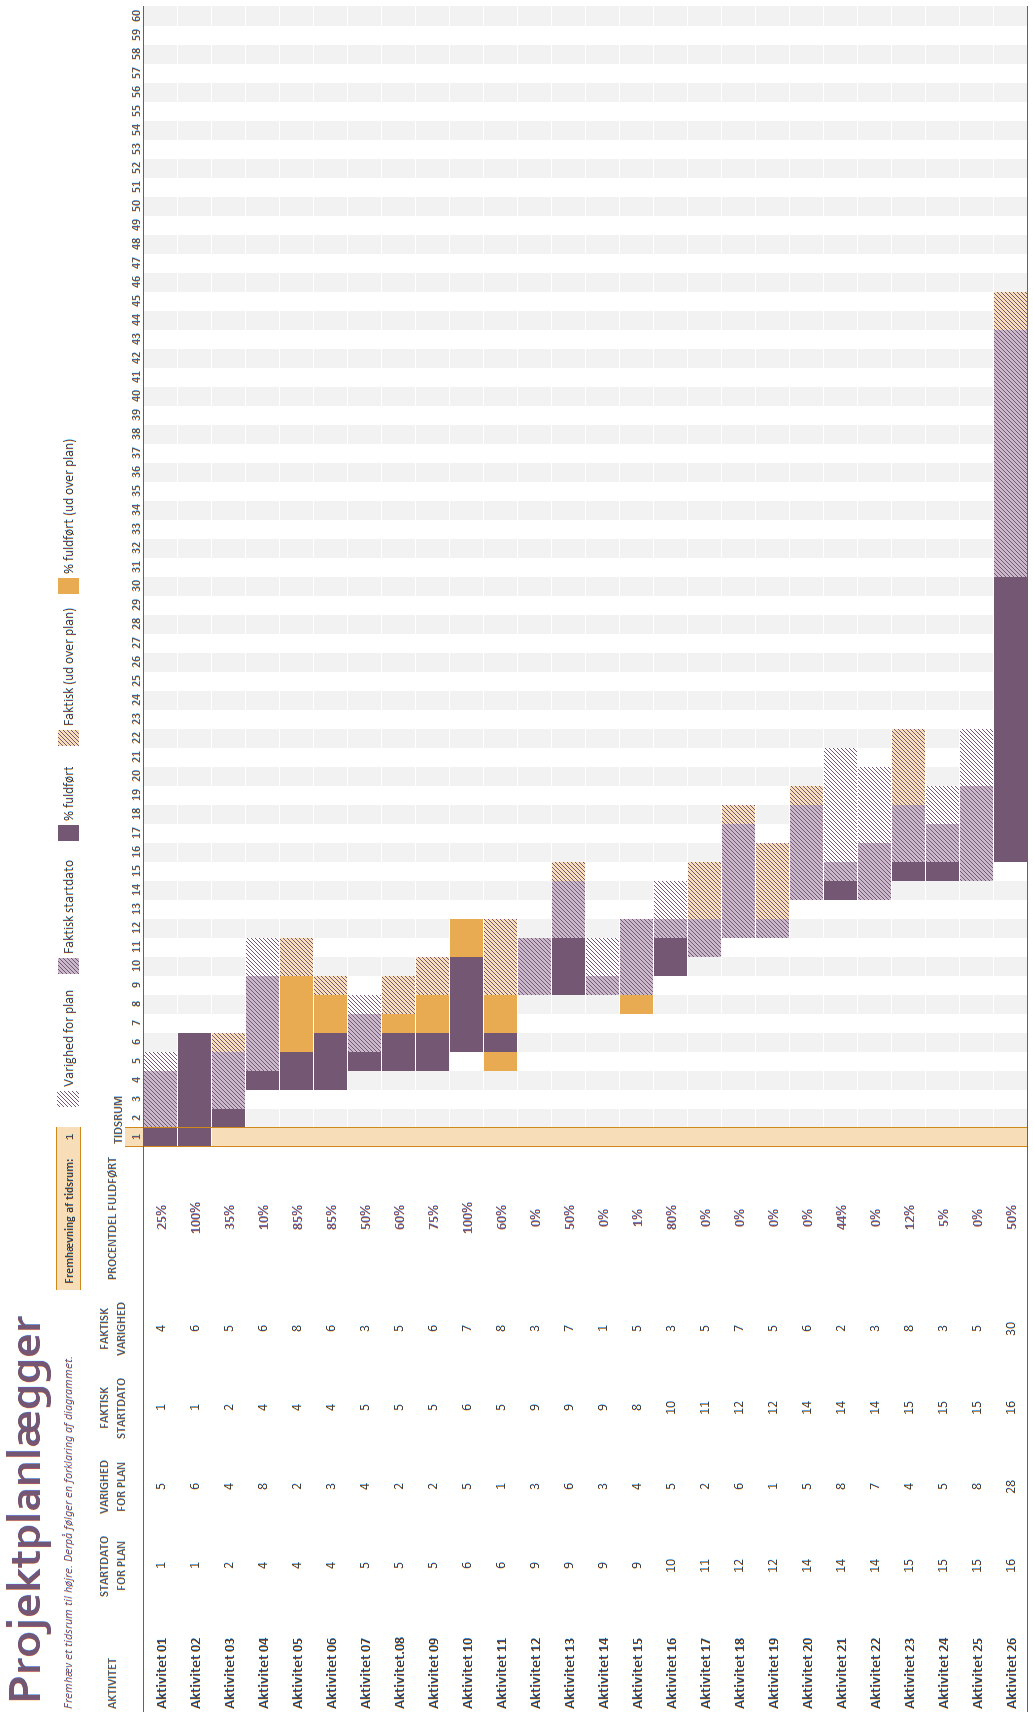 Projektplanlægger
Fremhæv et tidsrum til højre. Derpå følger en forklaring af diagrammet.
Fremhævning af tidsrum: 1
Varighed for plan
Faktisk startdato
% fuldført
Faktisk (ud over plan)
% fuldført (ud over plan)
AKTIVITET
STARTDATO
FOR PLAN
VARIGHED
FOR PLAN
FAKTISK
STARTDATO
FAKTISK
VARIGHED
PROCENTDEL FULDFØRT
TIDSRUM
1 2 3 4 5 6 7 8 9 10 11 12 13 14 15 16 17 18 19 20 21 22 23 24 25 26 27 28 29 30 31 32 33 34 35 36 37 38 39 40 41 42 43 44 45 46 47 48 49 50 51 52 53 54 55 56 57 58 59 60
Aktivitet 01 1 5 1 4 25%
Aktivitet 02 1 6 1 6 100%
Aktivitet 03 2 4 2 5 35%
Aktivitet 04 4 8 4 6 10%
Aktivitet 05 4 2 4 8 85%
Aktivitet 06 4 3 4 6 85%
Aktivitet 07 5 4 5 3 50%
Aktivitet.08 5 2 5 5 60%
Aktivitet 09 5 2 5 6 75%
Aktivitet 10 6 5 6 7 100%
Aktivitet 11 6 1 5 8 60%
Aktivitet 12 9 3 9 3 0%
Aktivitet 13 9 6 9 7 50%
Aktivitet 14 9 3 9 1 0%
Aktivitet 15 9 4 8 5 1%
Aktivitet 16 10 5 10 3 80%
Aktivitet 17 11 2 11 5 0%
Aktivitet 18 12 6 12 7 0%
Aktivitet 19 12 1 12 5 0%
Aktivitet 20 14 5 14 6 0%
Aktivitet 21 14 8 14 2 44%
Aktivitet 22 14 7 14 3 0%
Aktivitet 23 15 4 15 8 12%
Aktivitet 24 15 5 15 3 5%
Aktivitet 25 15 8 15 5 0%
Aktivitet 26 16 28 16 30 50%